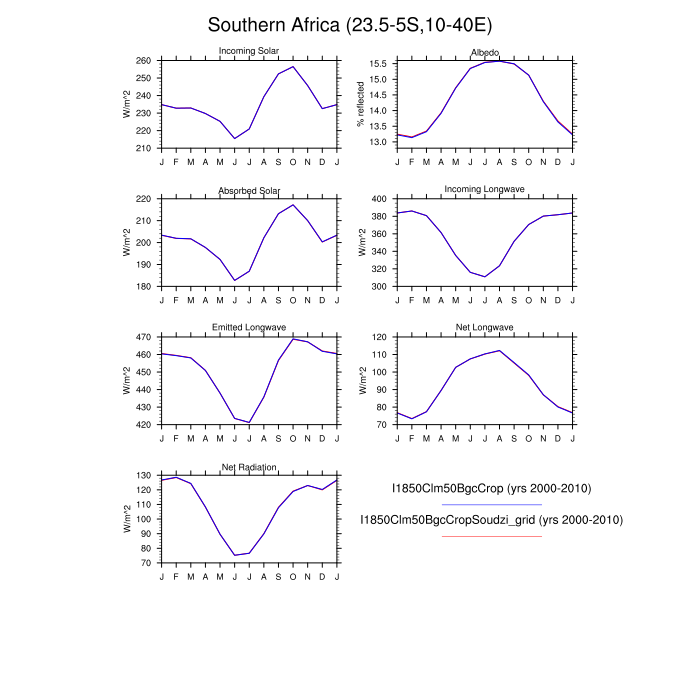 Southern Africa (23.5-5S,10-40E)
Incoming Solar
W/m^2
260
250
240
230
220
210
J F M A M J J A S O N D J
Albedo
% reflected
15.5
15.0
14.5
14.0
13.5
13.0
J F M A M J J A S O N D J
Absorbed Solar
W/m^2
220
210
200
190
180
J F M A M J J A S O N D J
Incoming Longwave
W/m^2
400
380
360
340
320
300
J F M A M J J A S O N D J
Emitted Longwave
W/m^2
470
460
450
440
430
420
J F M A M J J A S O N D J
Net Longwave
W/m^2
120
110
100
90
80
70
J F M A M J J A S O N D J
Net Radiation
W/m^2
130
120
110
100
90
80
70
J F M A M J J A S O N D J
I1850Clm50BgcCrop (yrs 2000-2010)
I1850Clm50BgcCropSoudzi_grid (yrs 2000-2010)